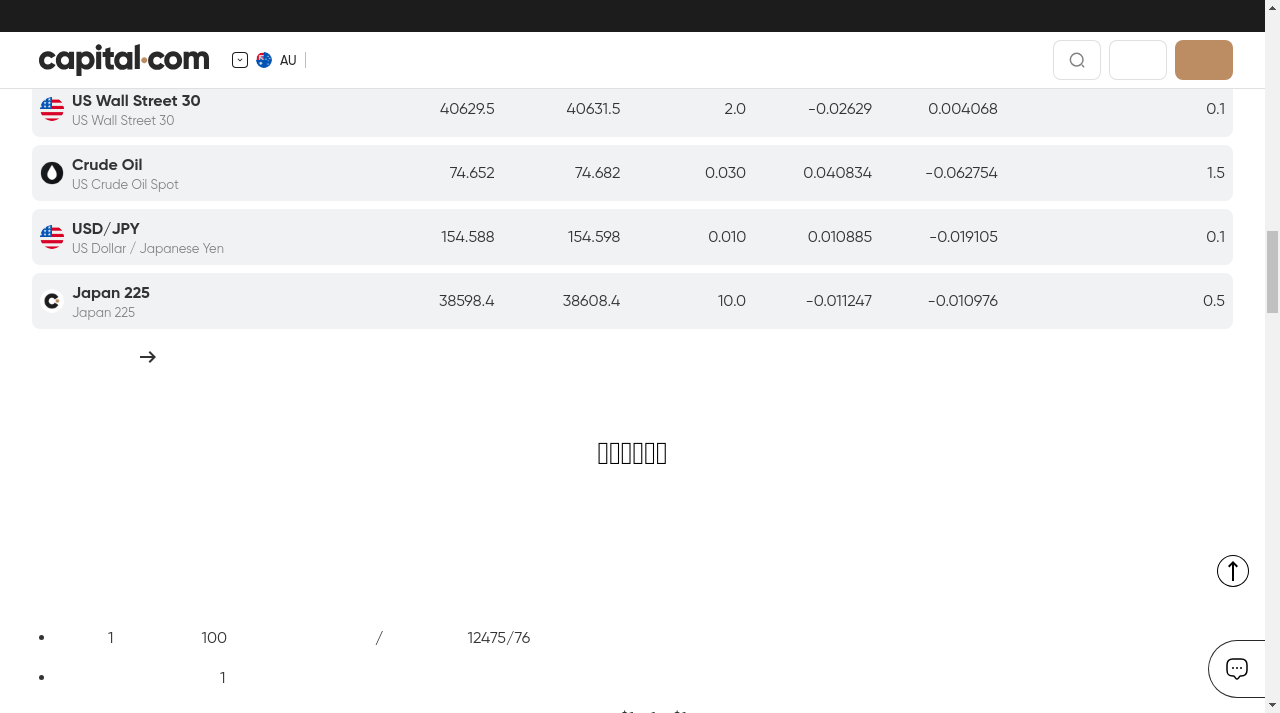 capital.com
AU
US Wall Street 30
US Wall Street 30
40629.5 40631.5 2.0 -0.02629 0.004068 0.1
Crude Oil
US Crude Oil Spot
74.652 74.682 0.030 0.040834 -0.062754 1.5
USD/JPY
US Dollar / Japanese Yen
154.588 154.598 0.010 0.010885 -0.019105 0.1
Japan 225
Japan 225
38598.4 38608.4 10.0 -0.011247 -0.010976 0.5
1 100 / 12475/76
1